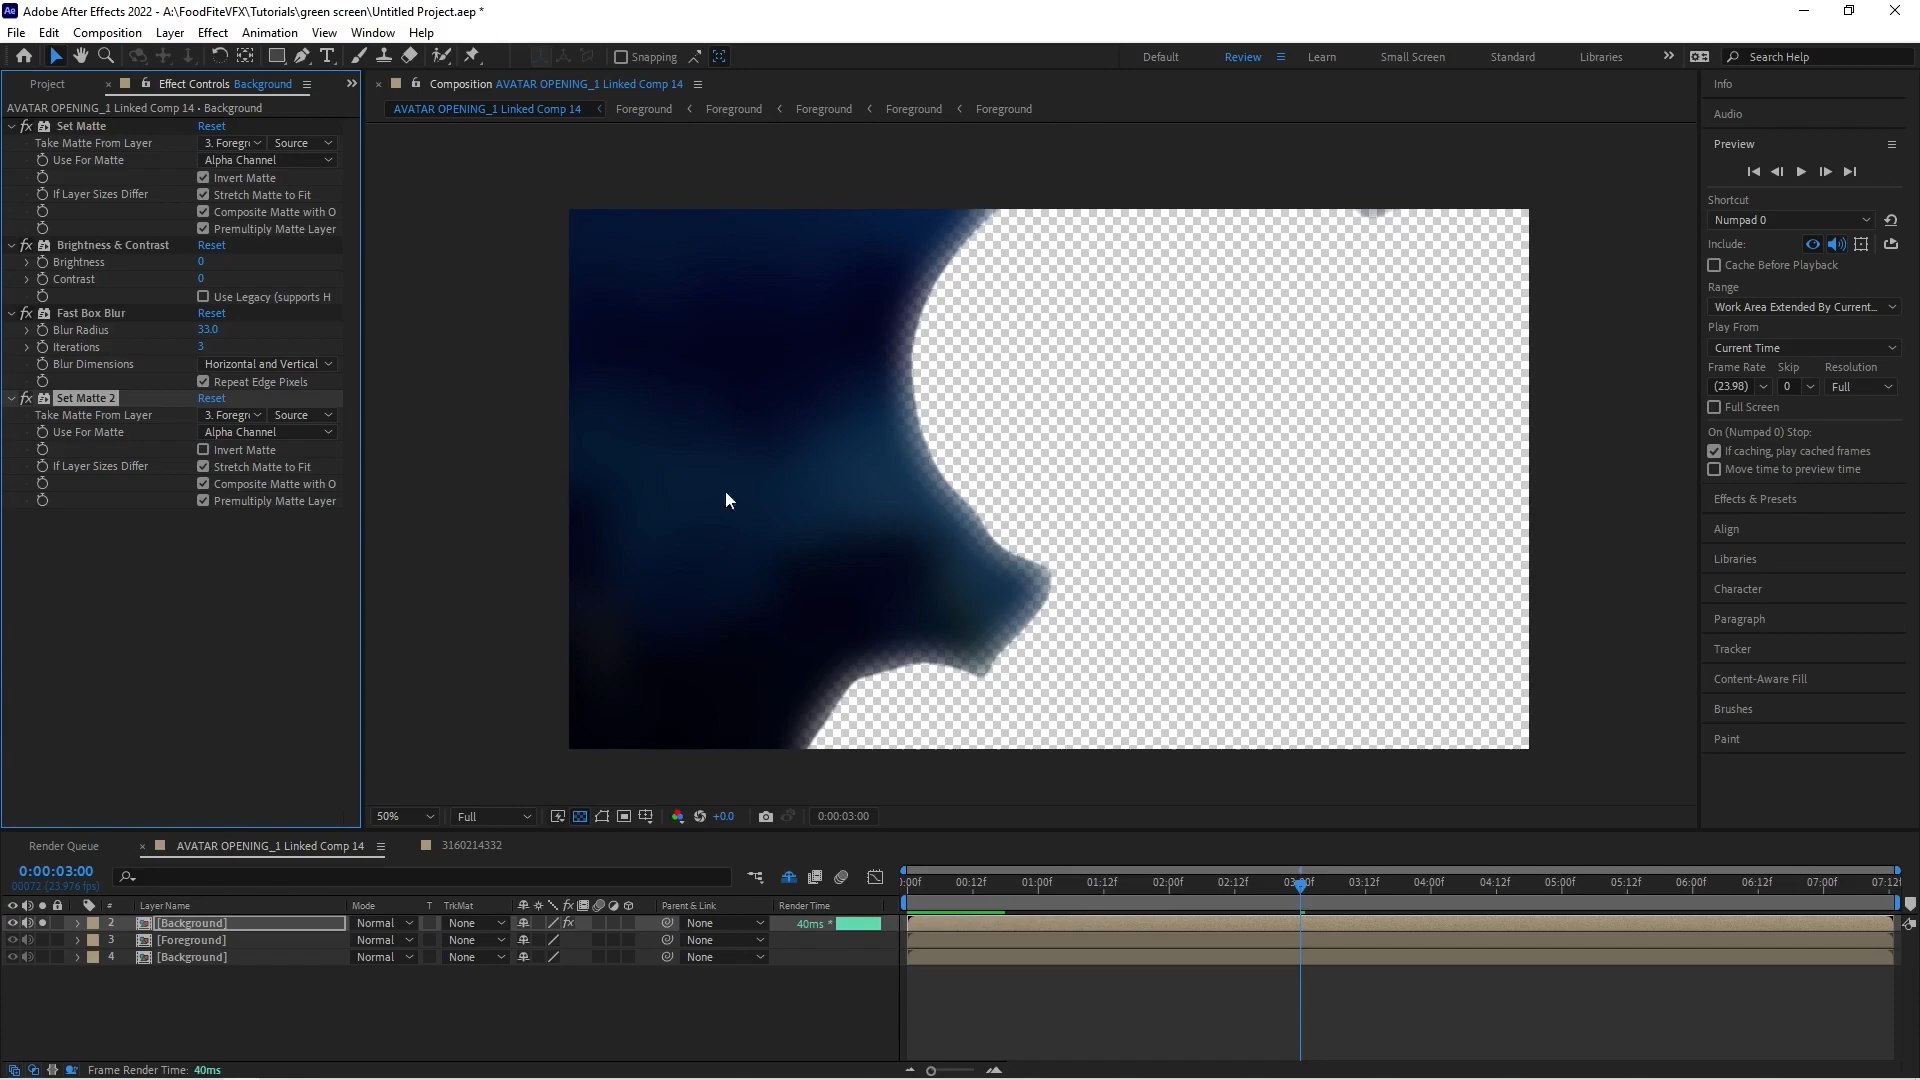 Adobe After Effects 2022 - A:\FoodFiteVFX\Tutorials\green screen\Untitled Project.aep *
File Edit Composition Layer Effect Animation View Window Help
Snapping Default Review Learn Small Screen Standard Libraries Search Help
Project Effect Controls Background
Composition AVATAR OPENING_1 Linked Comp 14
AVATAR OPENING_1 Linked Comp 14 • Background
AVATAR OPENING_1 Linked Comp 14 Foreground Foreground Foreground Foreground Foreground
Set Matte Reset
Take Matte From Layer 3. Foregr Source
Use For Matte Alpha Channel
Invert Matte
If Layer Sizes Differ Stretch Matte to Fit
Composite Matte with O
Premultiply Matte Layer
Brightness & Contrast Reset
Brightness 0
Contrast 0
Use Legacy (supports H
Fast Box Blur Reset
Blur Radius 33.0
Iterations 3
Blur Dimensions Horizontal and Vertical
Repeat Edge Pixels
Set Matte 2 Reset
Take Matte From Layer 3. Foregr Source
Use For Matte Alpha Channel
Invert Matte
If Layer Sizes Differ Stretch Matte to Fit
Composite Matte with O
Premultiply Matte Layer
50% Full +0.0 0:00:03:00
Info
Audio
Preview
Shortcut
Numpad 0
Include:
Cache Before Playback
Range
Work Area Extended By Current...
Play From
Current Time
Frame Rate Skip Resolution
(23.98) 0 Full
Full Screen
On (Numpad 0) Stop:
If caching, play cached frames
Move time to preview time
Effects & Presets
Align
Libraries
Character
Paragraph
Tracker
Content-Aware Fill
Brushes
Paint
Render Queue AVATAR OPENING_1 Linked Comp 14 3160214332
0:00:03:00
00072 (23.976 fps)
:00f 00:12f 01:00f 01:12f 02:00f 02:12f 03:00f 03:12f 04:00f 04:12f 05:00f 05:12f 06:00f 06:12f 07:00f 07:12f
# Layer Name Mode T TrkMat Parent & Link Render Time
2 [Background] Normal None None 40ms *
3 [Foreground] Normal None None
4 [Background] Normal None None
Frame Render Time: 40ms